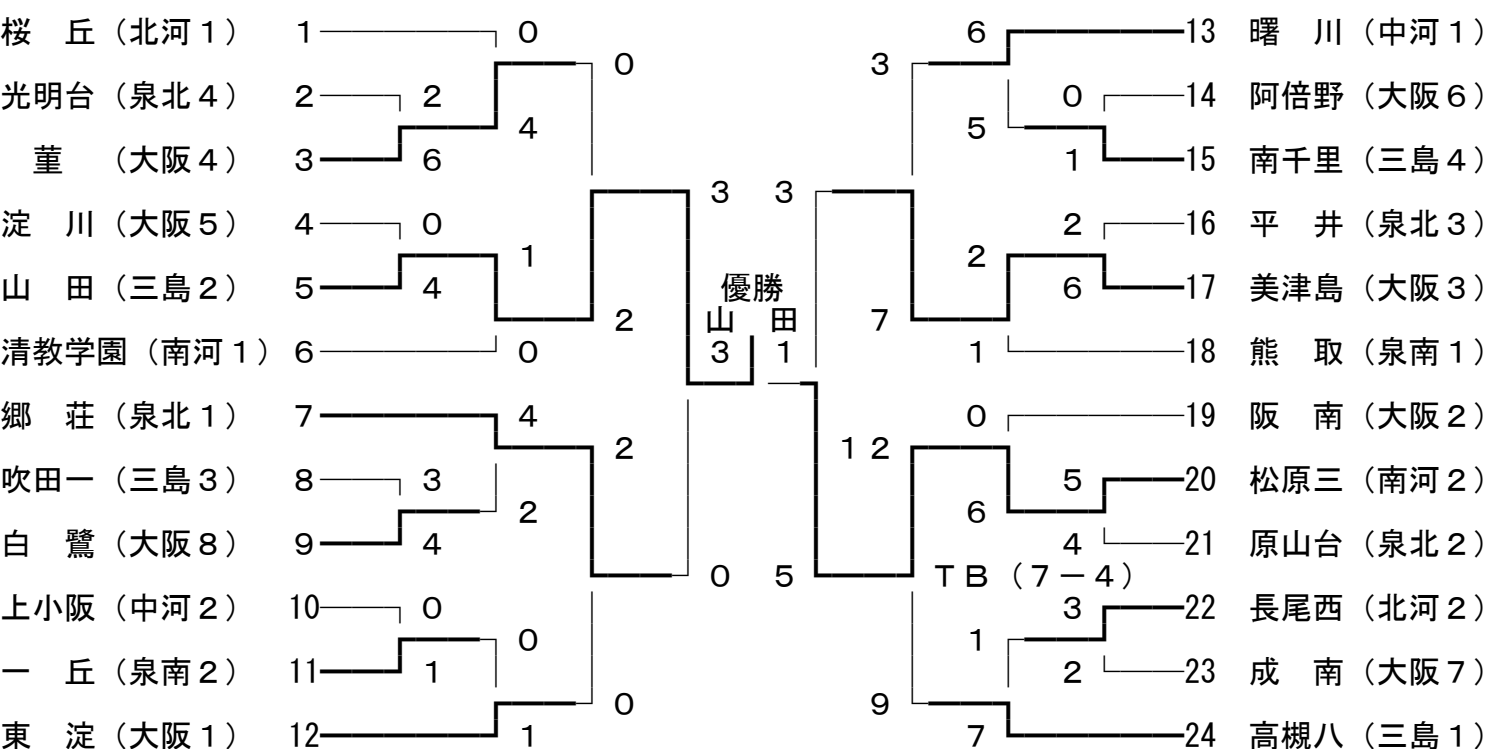 桜　丘（北河１） 1 ０ ６ 13 曙　川（中河１）
０ ３
光明台（泉北４） 2 ２ ０ 14 阿倍野（大阪６）
４ ５
菫　（大阪４） 3 ６ １ 15 南千里（三島４）
３ ３
淀　川（大阪５） 4 ０ ２ 16 平　井（泉北３）
１ ２
山　田（三島２） 5 ４ 優勝 ６ 17 美津島（大阪３）
２ 山　田 ７
清教学園（南河１） 6 ０ ３ １ １ 18 熊　取（泉南１）
郷　荘（泉北１） 7 ４ ０ 19 阪　南（大阪２）
２ １２
吹田一（三島３） 8 ３ ５ 20 松原三（南河２）
２ ６
白　鷺（大阪８） 9 ４ ４ 21 原山台（泉北２）
０ ５ ＴＢ（７－４）
上小阪（中河２） 10 ０ ３ 22 長尾西（北河２）
０ １
一　丘（泉南２） 11 １ ２ 23 成　南（大阪７）
０ ９
東　淀（大阪１） 12 １ ７ 24 高槻八（三島１）